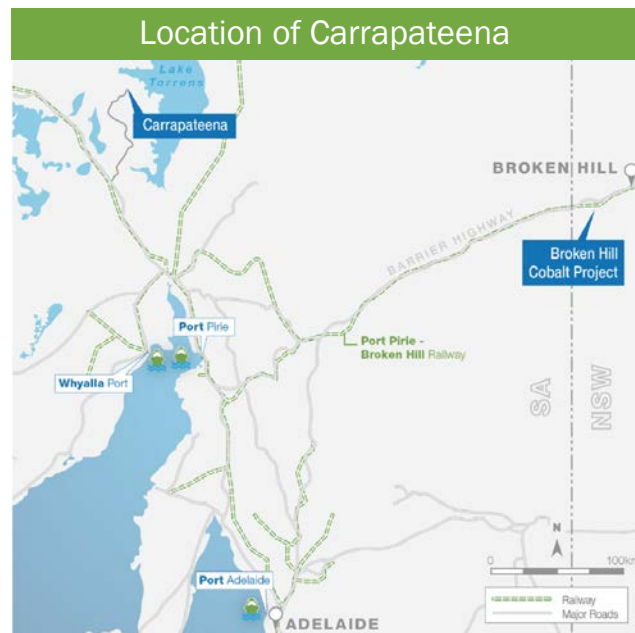 Location of Carrapateena
Lake
Torrens
Carrapateena
BROKEN HILL
BARRIER HIGHWAY
Broken Hill
Cobalt Project
Port Pirie
Port Pirie -
Broken Hill Railway
Whyalla Port
SA
NSW
N
0
100km
Port Adelaide
Railway
Major Roads
ADELAIDE